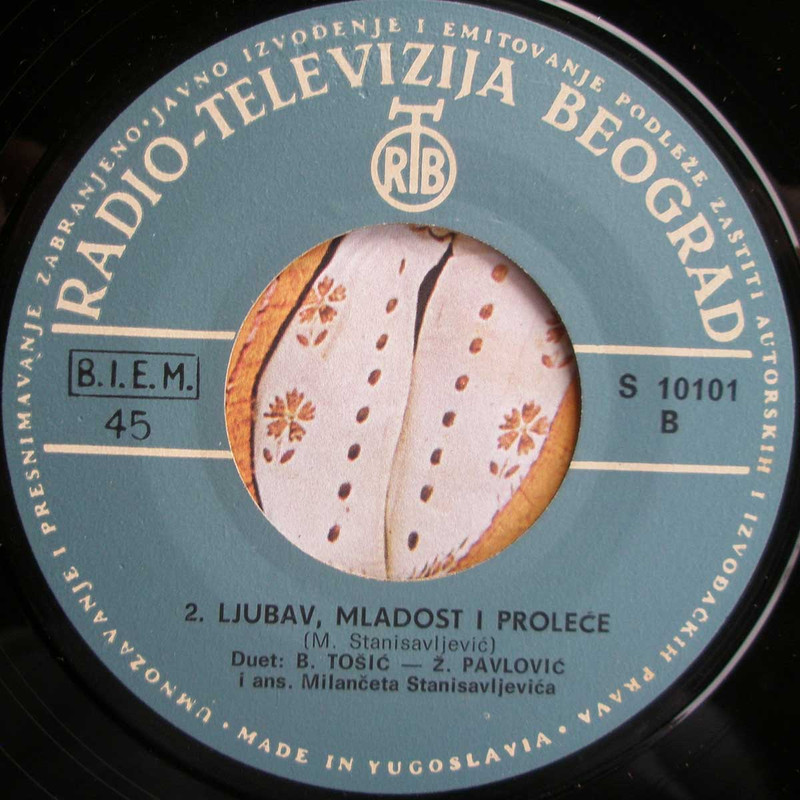 UMNOŽAVANJE I PRESNIMAVANJE ZABRANJENO · JAVNO IZVOĐENJE I EMITOVANJE PODLEŽE ZAŠTITI AUTORSKIH I IZVOĐAČKIH PRAVA ·
RADIO-TELEVIZIJA BEOGRAD
RTB
B.I.E.M.
45
S 10101
B
2. LJUBAV, MLADOST I PROLEĆE
(M. Stanisavljević)
Duet: B. TOŠIĆ — Ž. PAVLOVIĆ
i ans. Milančeta Stanisavljevića
· MADE IN YUGOSLAVIA ·